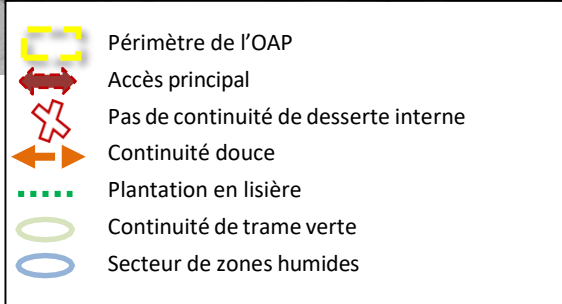 Périmètre de l’OAP
Accès principal
Pas de continuité de desserte interne
Continuité douce
Plantation en lisière
Continuité de trame verte
Secteur de zones humides